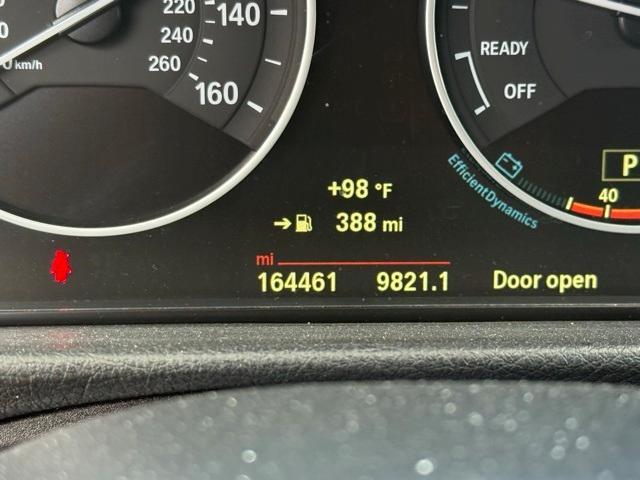 220 140
240
260
km/h
160
READY
OFF
P
EfficientDynamics
40
+98 °F
388 mi
mi
164461 9821.1 Door open